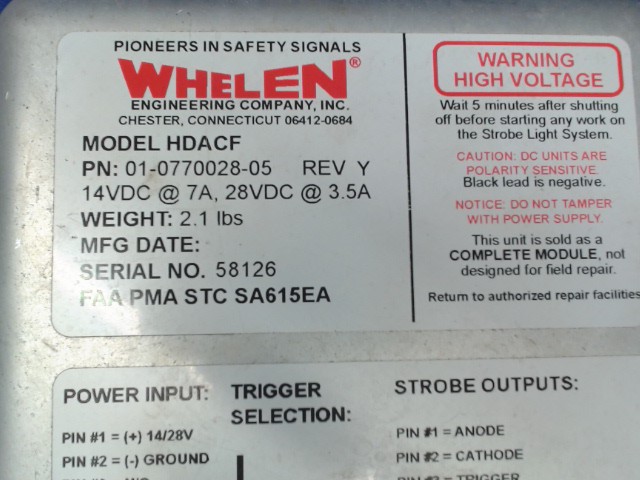 PIONEERS IN SAFETY SIGNALS
WHELEN®
ENGINEERING COMPANY, INC.
CHESTER, CONNECTICUT 06412-0684
MODEL HDACF
PN: 01-0770028-05 REV Y
14VDC @ 7A, 28VDC @ 3.5A
WEIGHT: 2.1 lbs
MFG DATE:
SERIAL NO. 58126
FAA PMA STC SA615EA
WARNING
HIGH VOLTAGE
Wait 5 minutes after shutting
off before starting any work on
the Strobe Light System.
CAUTION: DC UNITS ARE
POLARITY SENSITIVE.
Black lead is negative.
NOTICE: DO NOT TAMPER
WITH POWER SUPPLY.
This unit is sold as a
COMPLETE MODULE, not
designed for field repair.
Return to authorized repair facilities
POWER INPUT:
PIN #1 = (+) 14/28V
PIN #2 = (-) GROUND
TRIGGER
SELECTION:
STROBE OUTPUTS:
PIN #1 = ANODE
PIN #2 = CATHODE
PIN #3 = TRIGGER